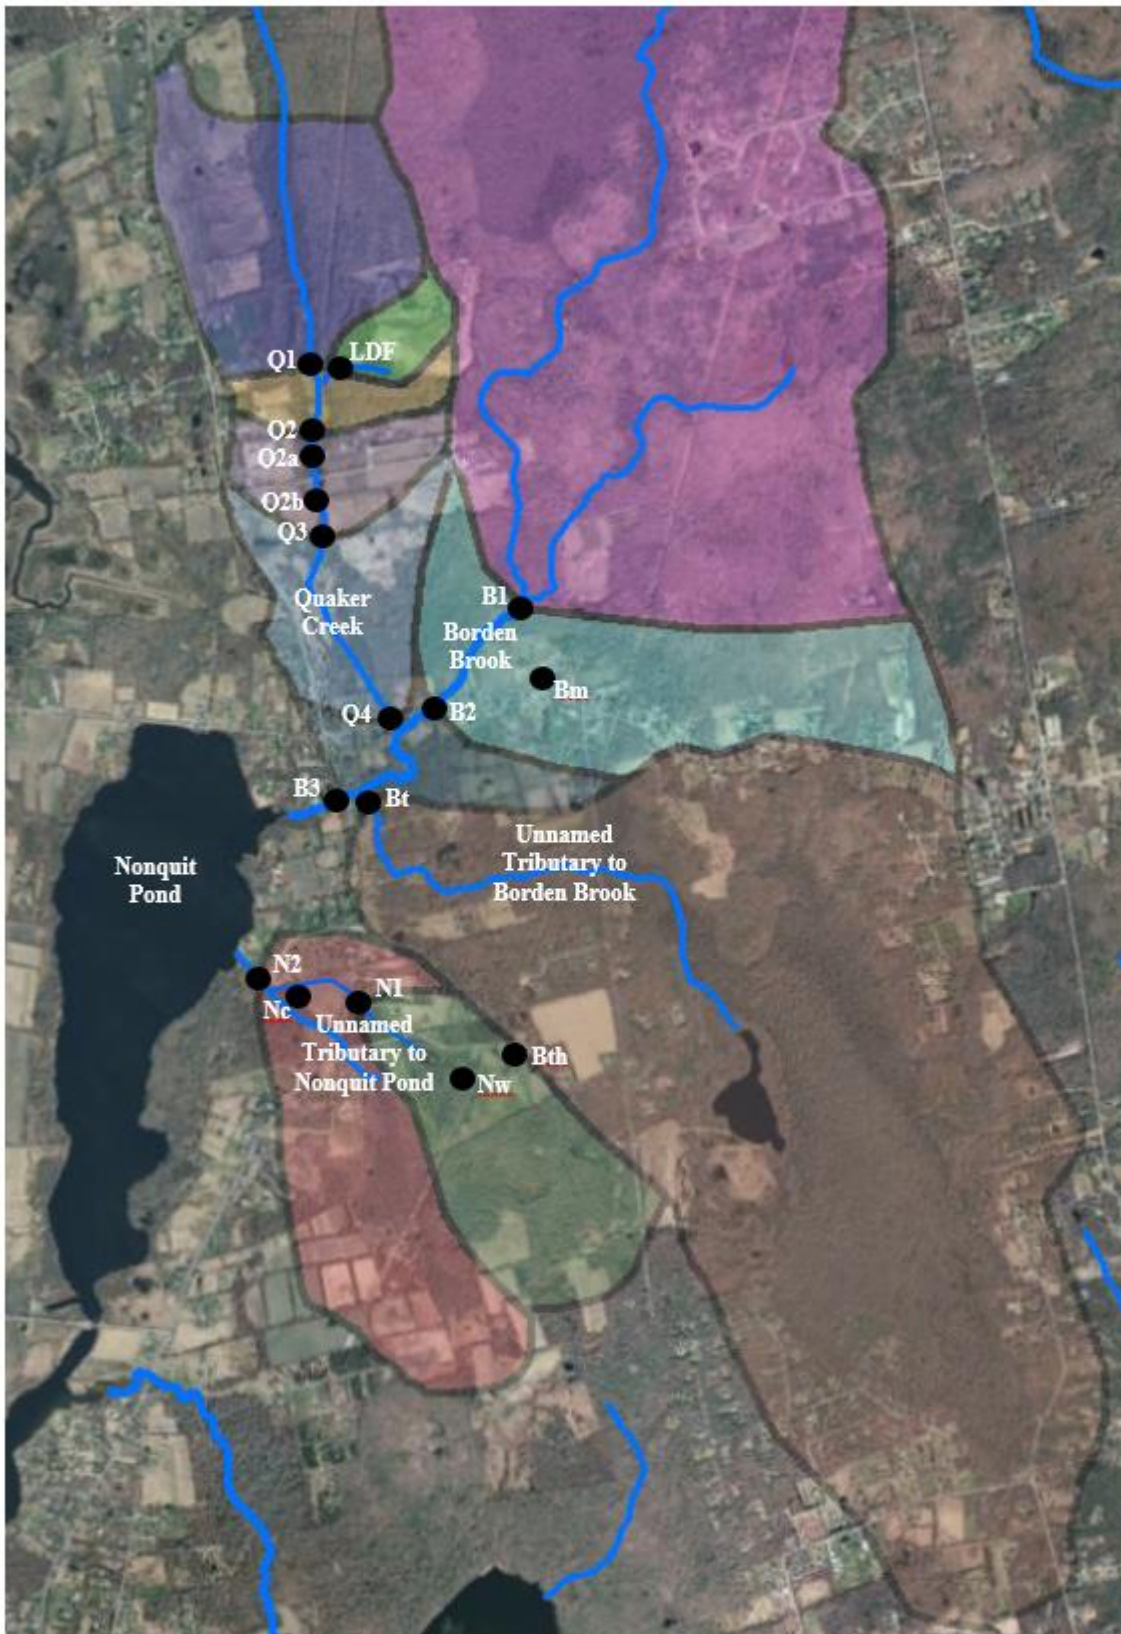 Q1
LDF
Q2
Q2a
Q2b
Q3
Quaker
Creek
B1
Borden
Brook
Bm
Q4
B2
B3
Bt
Unnamed
Tributary to
Borden Brook
Nonquit
Pond
N2
Nc
N1
Unnamed
Tributary to
Nonquit Pond
Bth
Nw